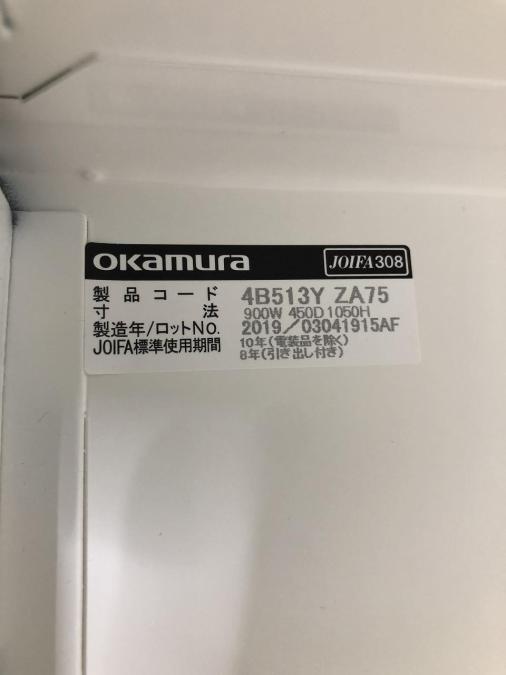 okamura JOIFA308
製品コード 4B513Y ZA75
寸法 900W 450D 1050H
製造年/ロットNo. 2019/03041915AF
JOIFA標準使用期間 10年(電装品を除く)
8年(引き出し付き)